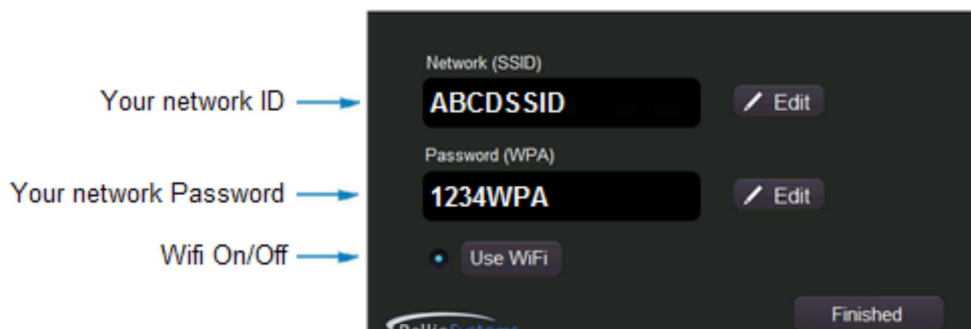 Network (SSID)
Your network ID
ABCDSSID
Edit
Password (WPA)
Your network Password
1234WPA
Edit
Wifi On/Off
Use WiFi
Finished